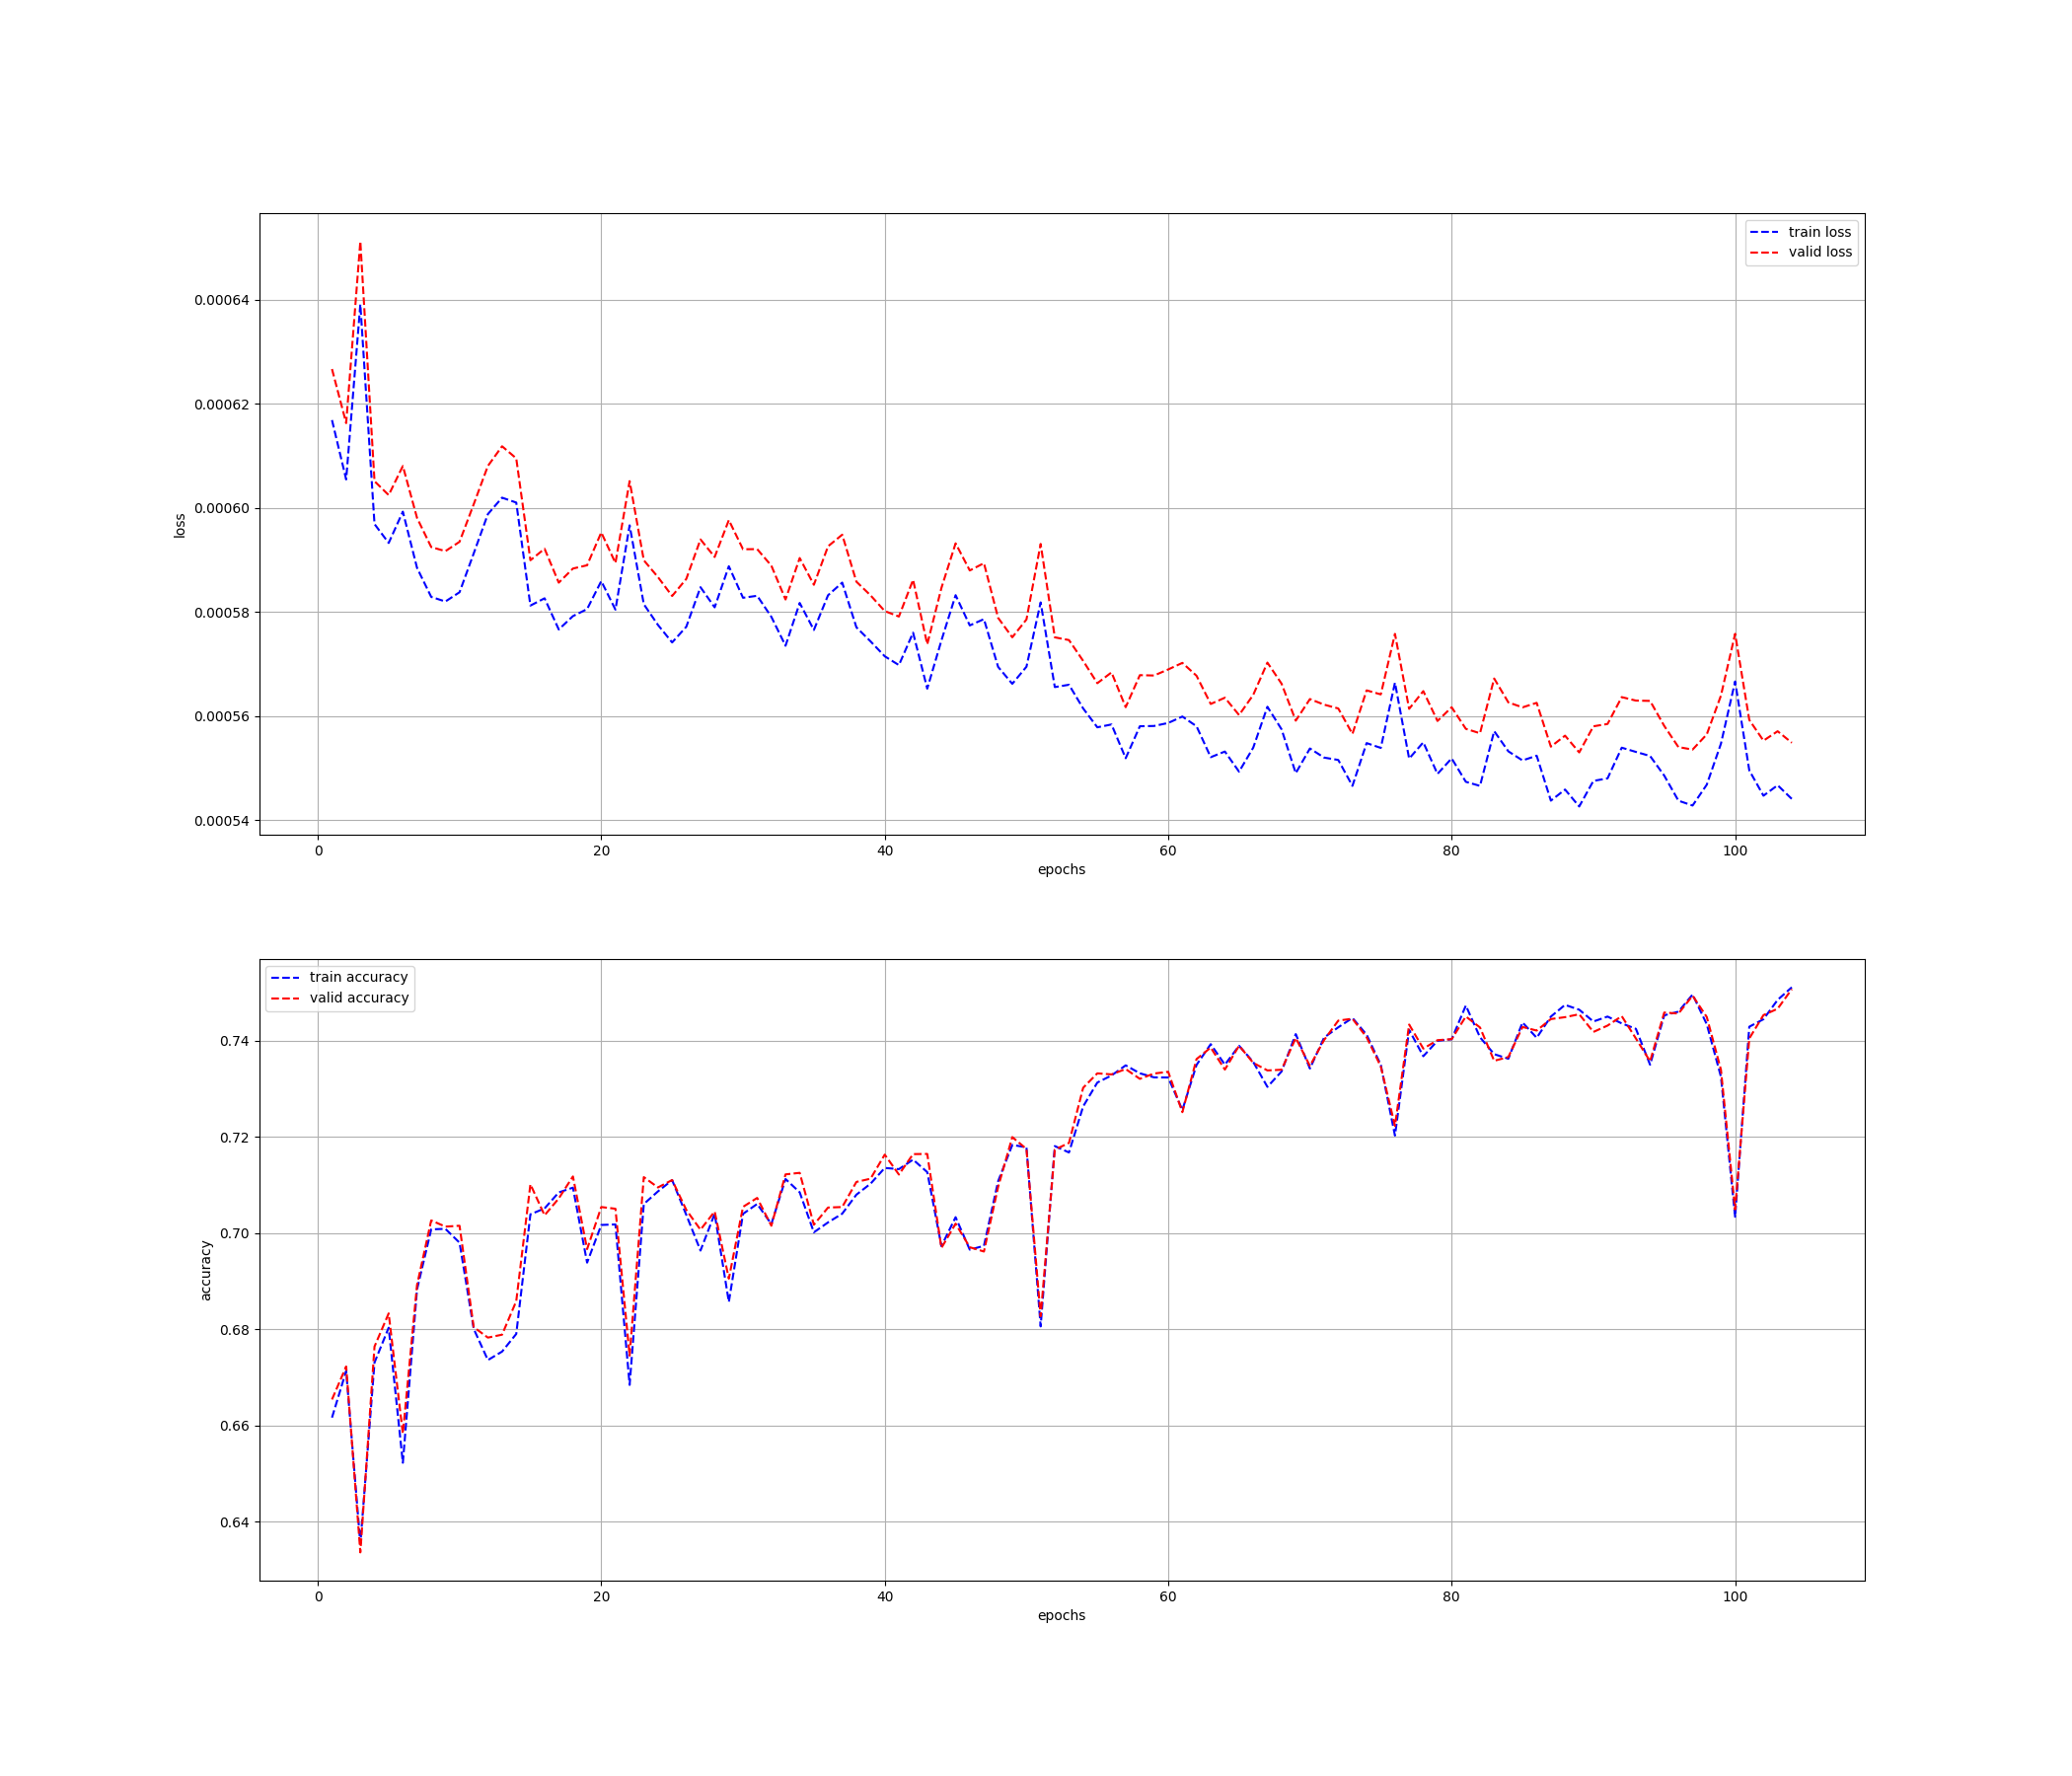 train loss
valid loss
0.00064
0.00062
0.00060
0.00058
0.00056
0.00054
loss
0 20 40 60 80 100
epochs
train accuracy
valid accuracy
0.74
0.72
0.70
0.68
0.66
0.64
accuracy
0 20 40 60 80 100
epochs